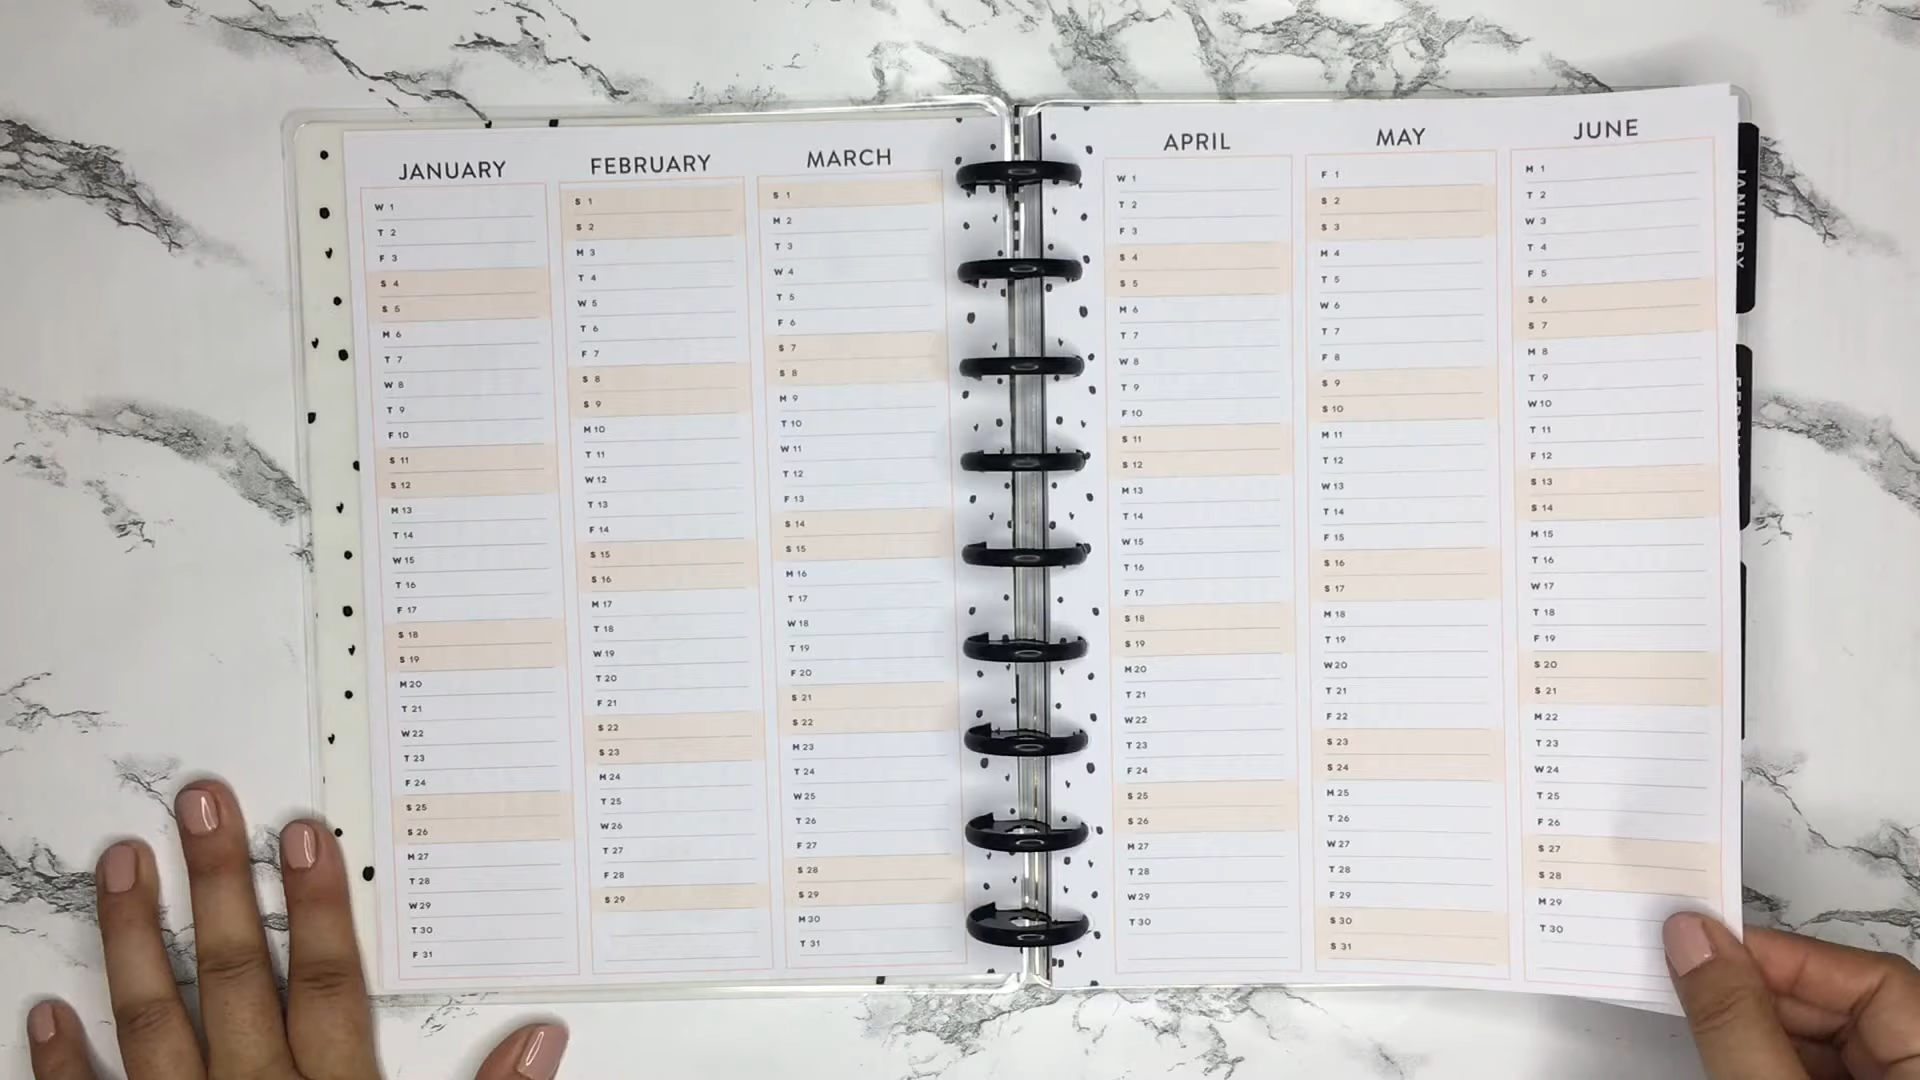 JANUARY
W 1
T 2
F 3
S 4
S 5
M 6
T 7
W 8
T 9
F 10
S 11
S 12
M 13
T 14
W 15
T 16
F 17
S 18
S 19
M 20
T 21
W 22
T 23
F 24
S 25
S 26
M 27
T 28
W 29
T 30
F 31
FEBRUARY
S 1
S 2
M 3
T 4
W 5
T 6
F 7
S 8
S 9
M 10
T 11
W 12
T 13
F 14
S 15
S 16
M 17
T 18
W 19
T 20
F 21
S 22
S 23
M 24
T 25
W 26
T 27
F 28
S 29
MARCH
S 1
M 2
T 3
W 4
T 5
F 6
S 7
S 8
M 9
T 10
W 11
T 12
F 13
S 14
S 15
M 16
T 17
W 18
T 19
F 20
S 21
S 22
M 23
T 24
W 25
T 26
F 27
S 28
S 29
M 30
T 31
APRIL
W 1
T 2
F 3
S 4
S 5
M 6
T 7
W 8
T 9
F 10
S 11
S 12
M 13
T 14
W 15
T 16
F 17
S 18
S 19
M 20
T 21
W 22
T 23
F 24
S 25
S 26
M 27
T 28
W 29
T 30
MAY
F 1
S 2
S 3
M 4
T 5
W 6
T 7
F 8
S 9
S 10
M 11
T 12
W 13
T 14
F 15
S 16
S 17
M 18
T 19
W 20
T 21
F 22
S 23
S 24
M 25
T 26
W 27
T 28
F 29
S 30
S 31
JUNE
M 1
T 2
W 3
T 4
F 5
S 6
S 7
M 8
T 9
W 10
T 11
F 12
S 13
S 14
M 15
T 16
W 17
T 18
F 19
S 20
S 21
M 22
T 23
W 24
T 25
F 26
S 27
S 28
M 29
T 30
JANUARY